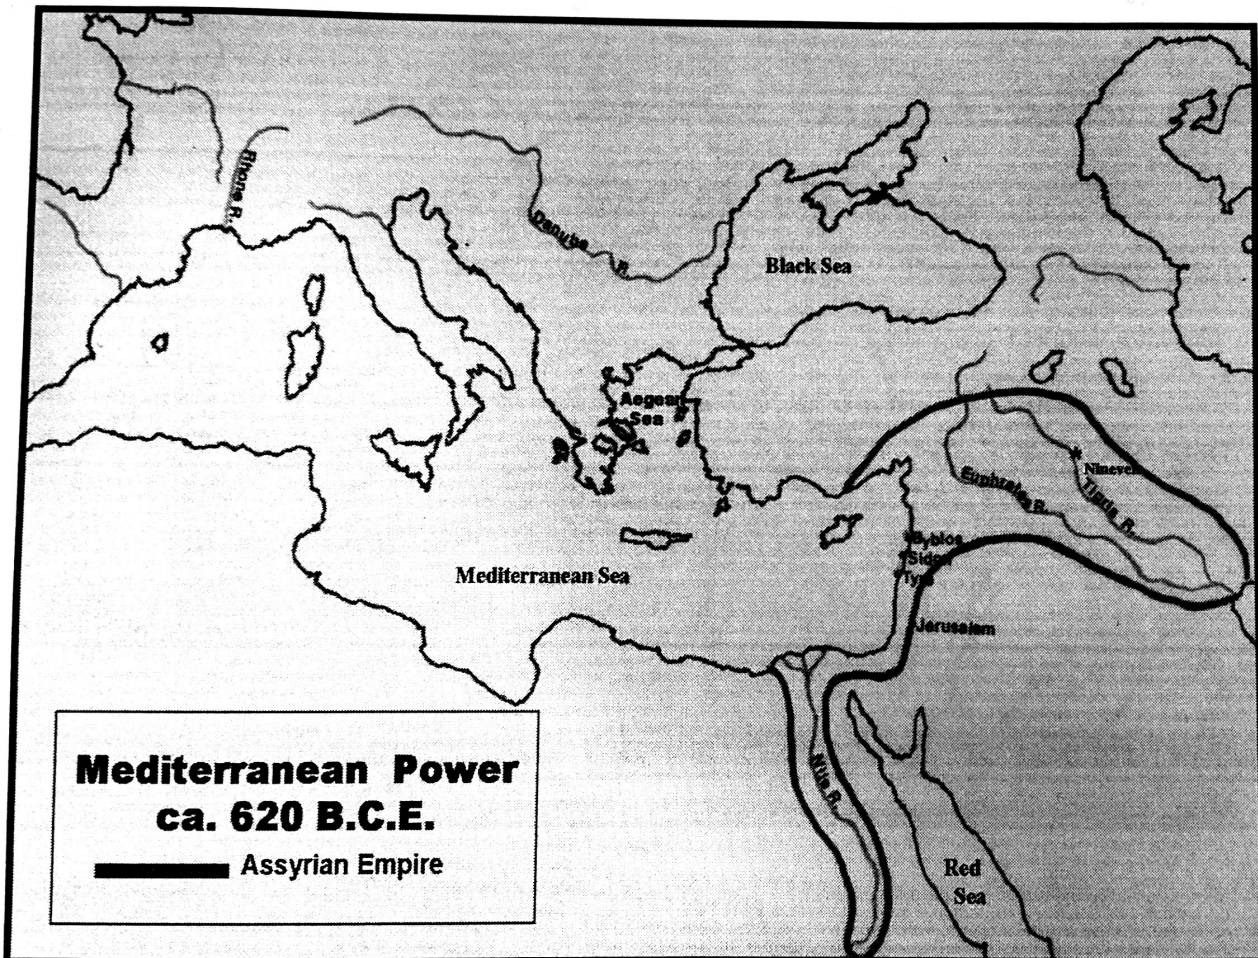 Rhone R.
Danube R.
Black Sea
Aegean
Sea
Nineveh
Euphrates R.
Tigris R.
Byblos
Sidon
Tyre
Mediterranean Sea
Jerusalem
Nile R.
Red
Sea
Mediterranean Power
ca. 620 B.C.E.
Assyrian Empire